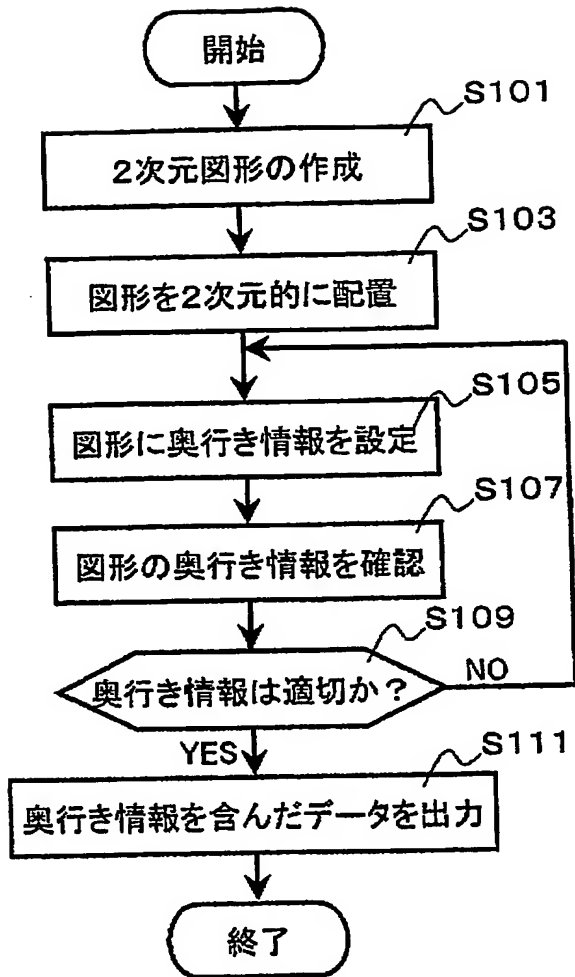 開始
S101
2次元図形の作成
S103
図形を2次元的に配置
S105
図形に奥行き情報を設定
S107
図形の奥行き情報を確認
S109
奥行き情報は適切か?
NO
YES
S111
奥行き情報を含んだデータを出力
終了